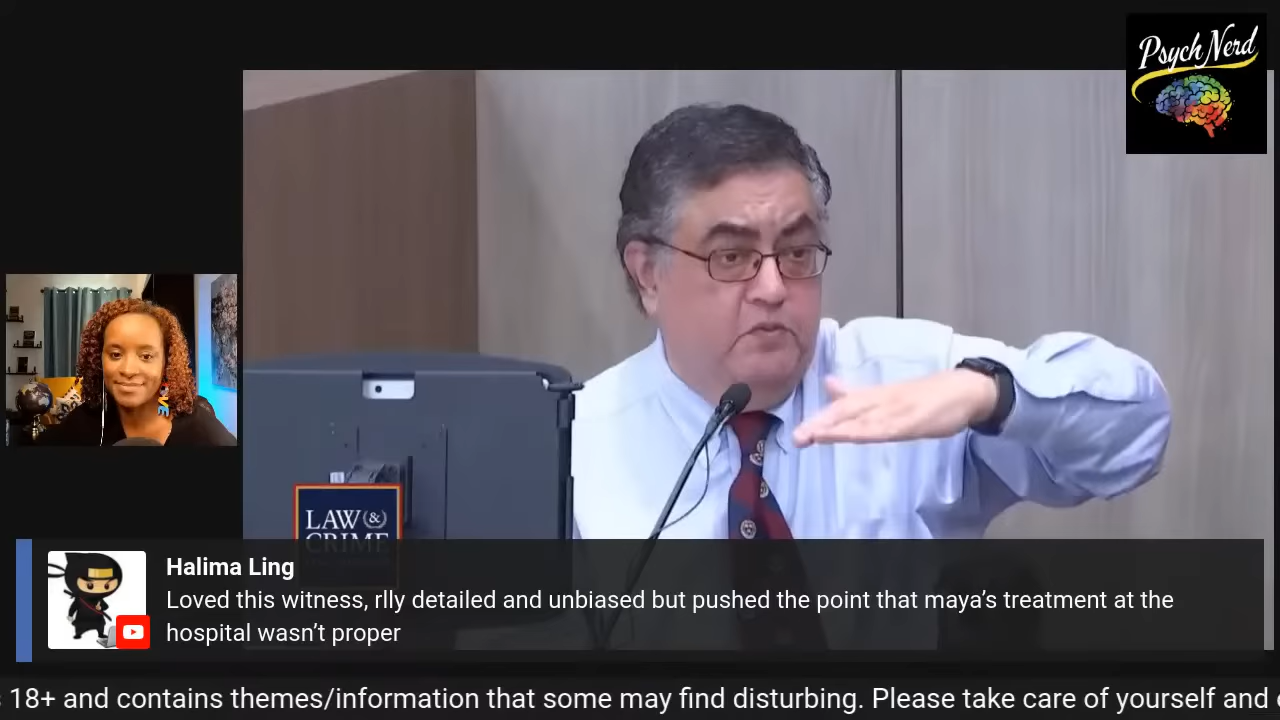 Psych Nerd
LAW &
CRIME
Halima Ling
Loved this witness, rlly detailed and unbiased but pushed the point that maya’s treatment at the
hospital wasn’t proper
18+ and contains themes/information that some may find disturbing. Please take care of yourself and